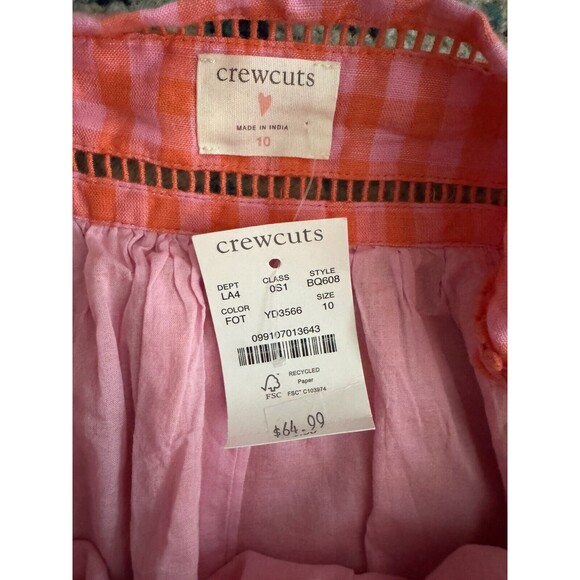 crewcuts
MADE IN INDIA
10
crewcuts
DEPT CLASS STYLE
LA4 0S1 BQ608
COLOR SIZE
FOT YD3566 10
099107013643
RECYCLED
Paper
FSC FSC® C103974
$64.99